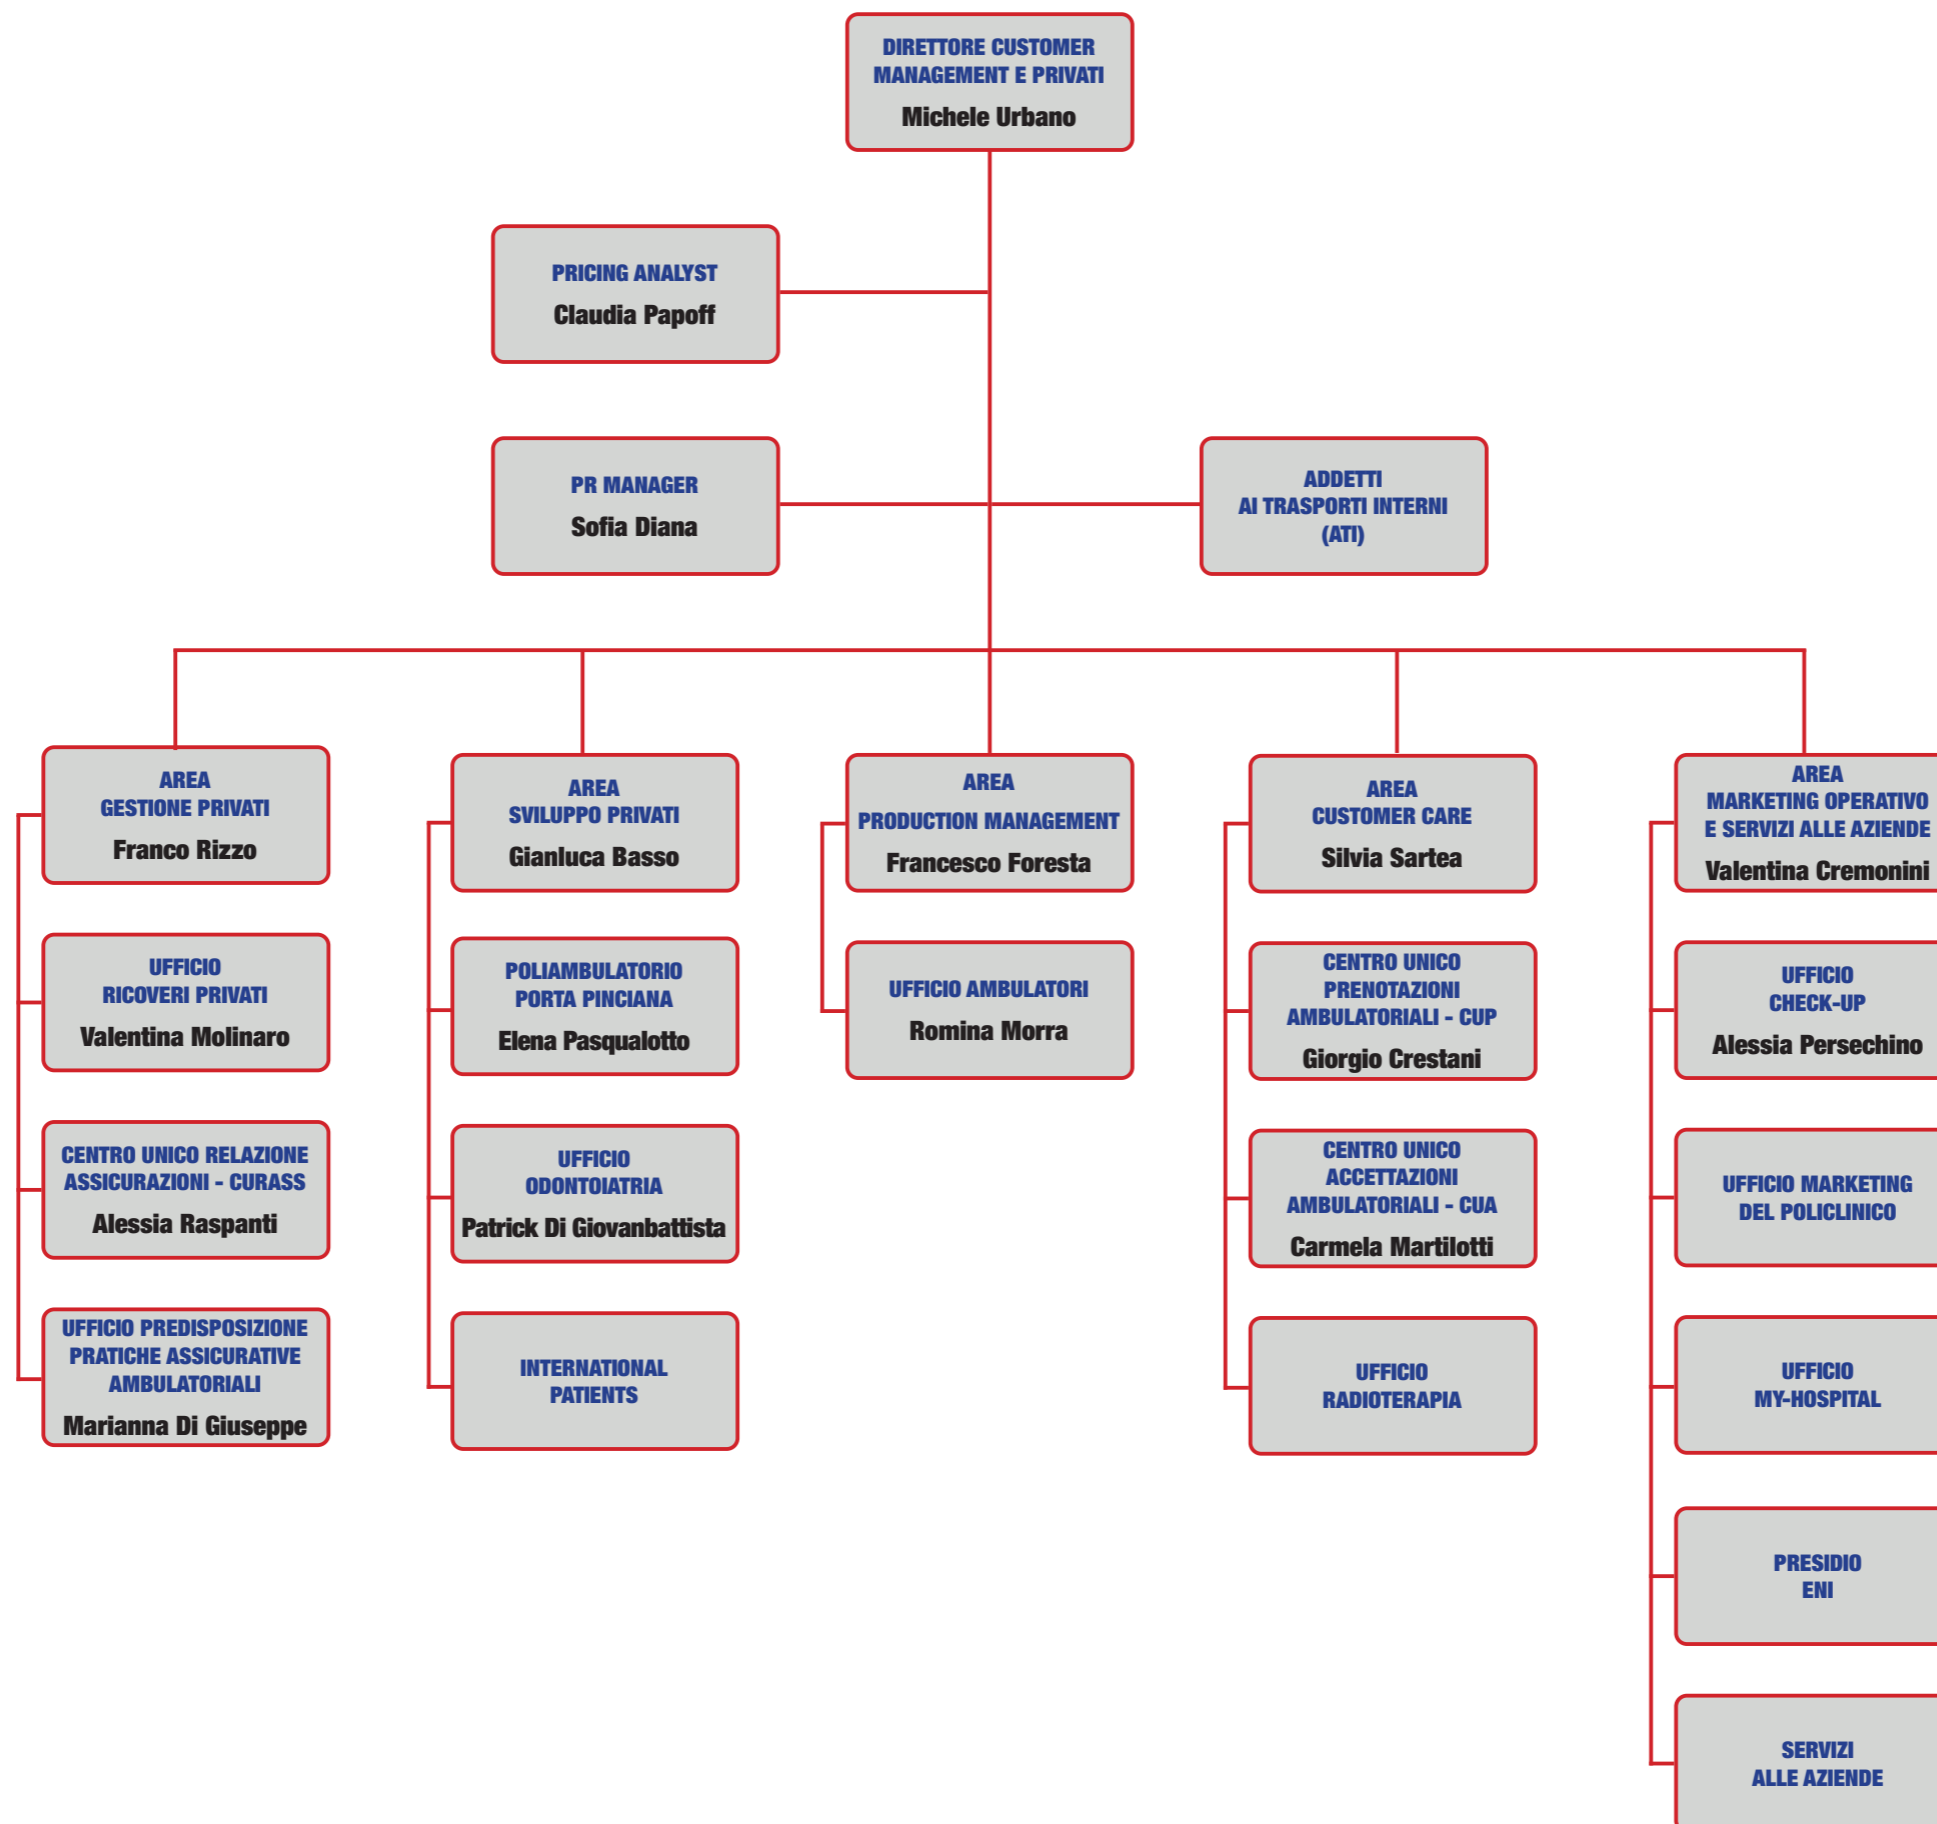 DIRETTORE CUSTOMER
MANAGEMENT E PRIVATI
Michele Urbano
PRICING ANALYST
Claudia Papoff
PR MANAGER
Sofia Diana
ADDETTI
AI TRASPORTI INTERNI
(ATI)
AREA
GESTIONE PRIVATI
Franco Rizzo
UFFICIO
RICOVERI PRIVATI
Valentina Molinaro
CENTRO UNICO RELAZIONE
ASSICURAZIONI - CURASS
Alessia Raspanti
UFFICIO PREDISPOSIZIONE
PRATICHE ASSICURATIVE
AMBULATORIALI
Marianna Di Giuseppe
AREA
SVILUPPO PRIVATI
Gianluca Basso
POLIAMBULATORIO
PORTA PINCIANA
Elena Pasqualotto
UFFICIO
ODONTOIATRIA
Patrick Di Giovanbattista
INTERNATIONAL
PATIENTS
AREA
PRODUCTION MANAGEMENT
Francesco Foresta
UFFICIO AMBULATORI
Romina Morra
AREA
CUSTOMER CARE
Silvia Sartea
CENTRO UNICO
PRENOTAZIONI
AMBULATORIALI - CUP
Giorgio Crestani
CENTRO UNICO
ACCETTAZIONI
AMBULATORIALI - CUA
Carmela Martilotti
UFFICIO
RADIOTERAPIA
AREA
MARKETING OPERATIVO
E SERVIZI ALLE AZIENDE
Valentina Cremonini
UFFICIO
CHECK-UP
Alessia Persechino
UFFICIO MARKETING
DEL POLICLINICO
UFFICIO
MY-HOSPITAL
PRESIDIO
ENI
SERVIZI
ALLE AZIENDE